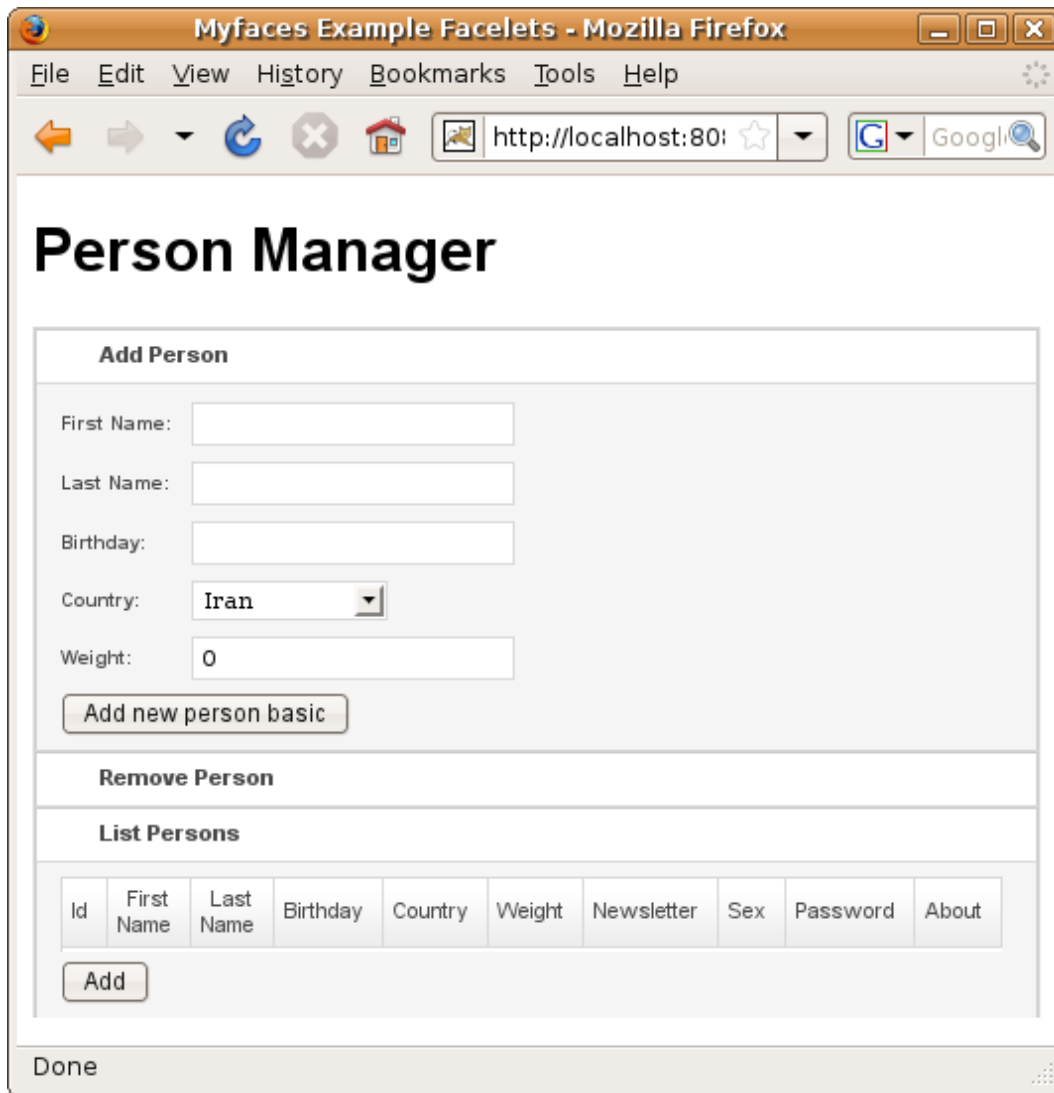 Myfaces Example Facelets - Mozilla Firefox
File Edit View History Bookmarks Tools Help
http://localhost:80 G Googl
Person Manager
Add Person
First Name:
Last Name:
Birthday:
Country: Iran
Weight: 0
Add new person basic
Remove Person
List Persons
Id First Name Last Name Birthday Country Weight Newsletter Sex Password About
Add
Done